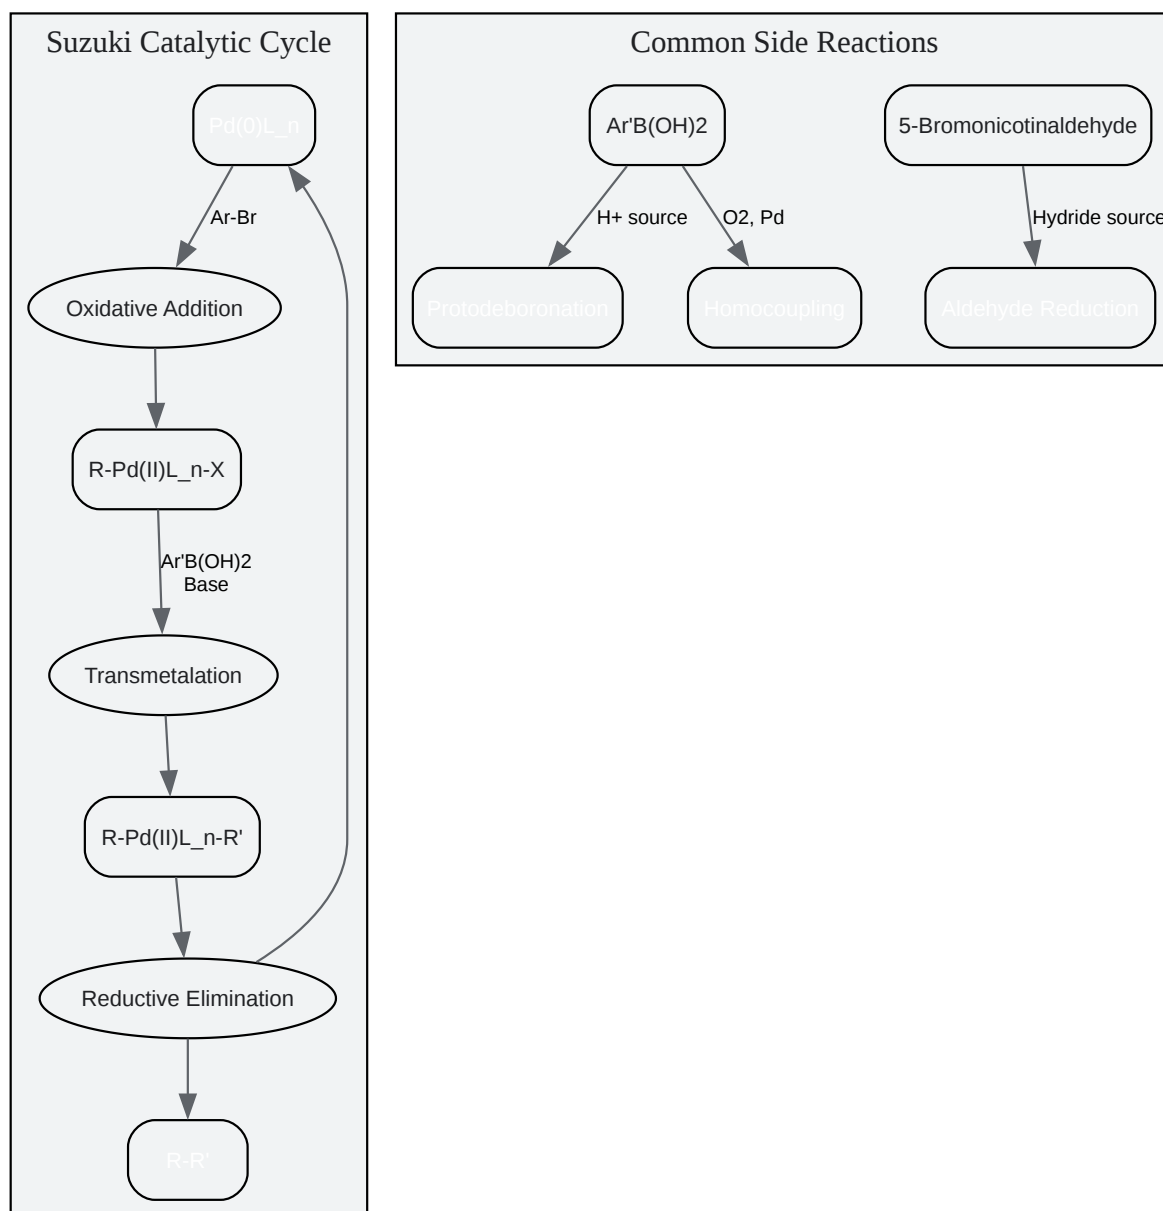 Suzuki Catalytic Cycle
Pd(0)L_n
Ar-Br
Oxidative Addition
R-Pd(II)L_n-X
Ar'B(OH)2
Base
Transmetalation
R-Pd(II)L_n-R'
Reductive Elimination
R-R'
Common Side Reactions
Ar'B(OH)2
5-Bromonicotinaldehyde
H+ source
O2, Pd
Hydride source
Protodeboronation
Homocoupling
Aldehyde Reduction